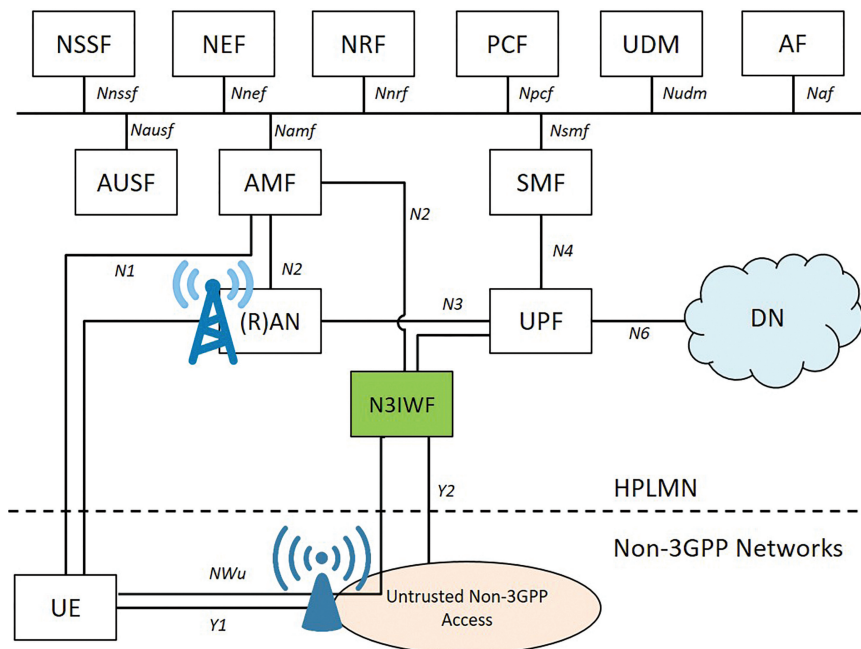 NSSF
NEF
NRF
PCF
UDM
AF
Nnssf
Nnef
Nnrf
Npcf
Nudm
Naf
Nausf
Namf
Nsmf
AUSF
AMF
SMF
N2
N1
N2
N4
(R)AN
N3
UPF
N6
DN
N3IWF
Y2
HPLMN
Non-3GPP Networks
NWu
UE
Y1
Untrusted Non-3GPP
Access